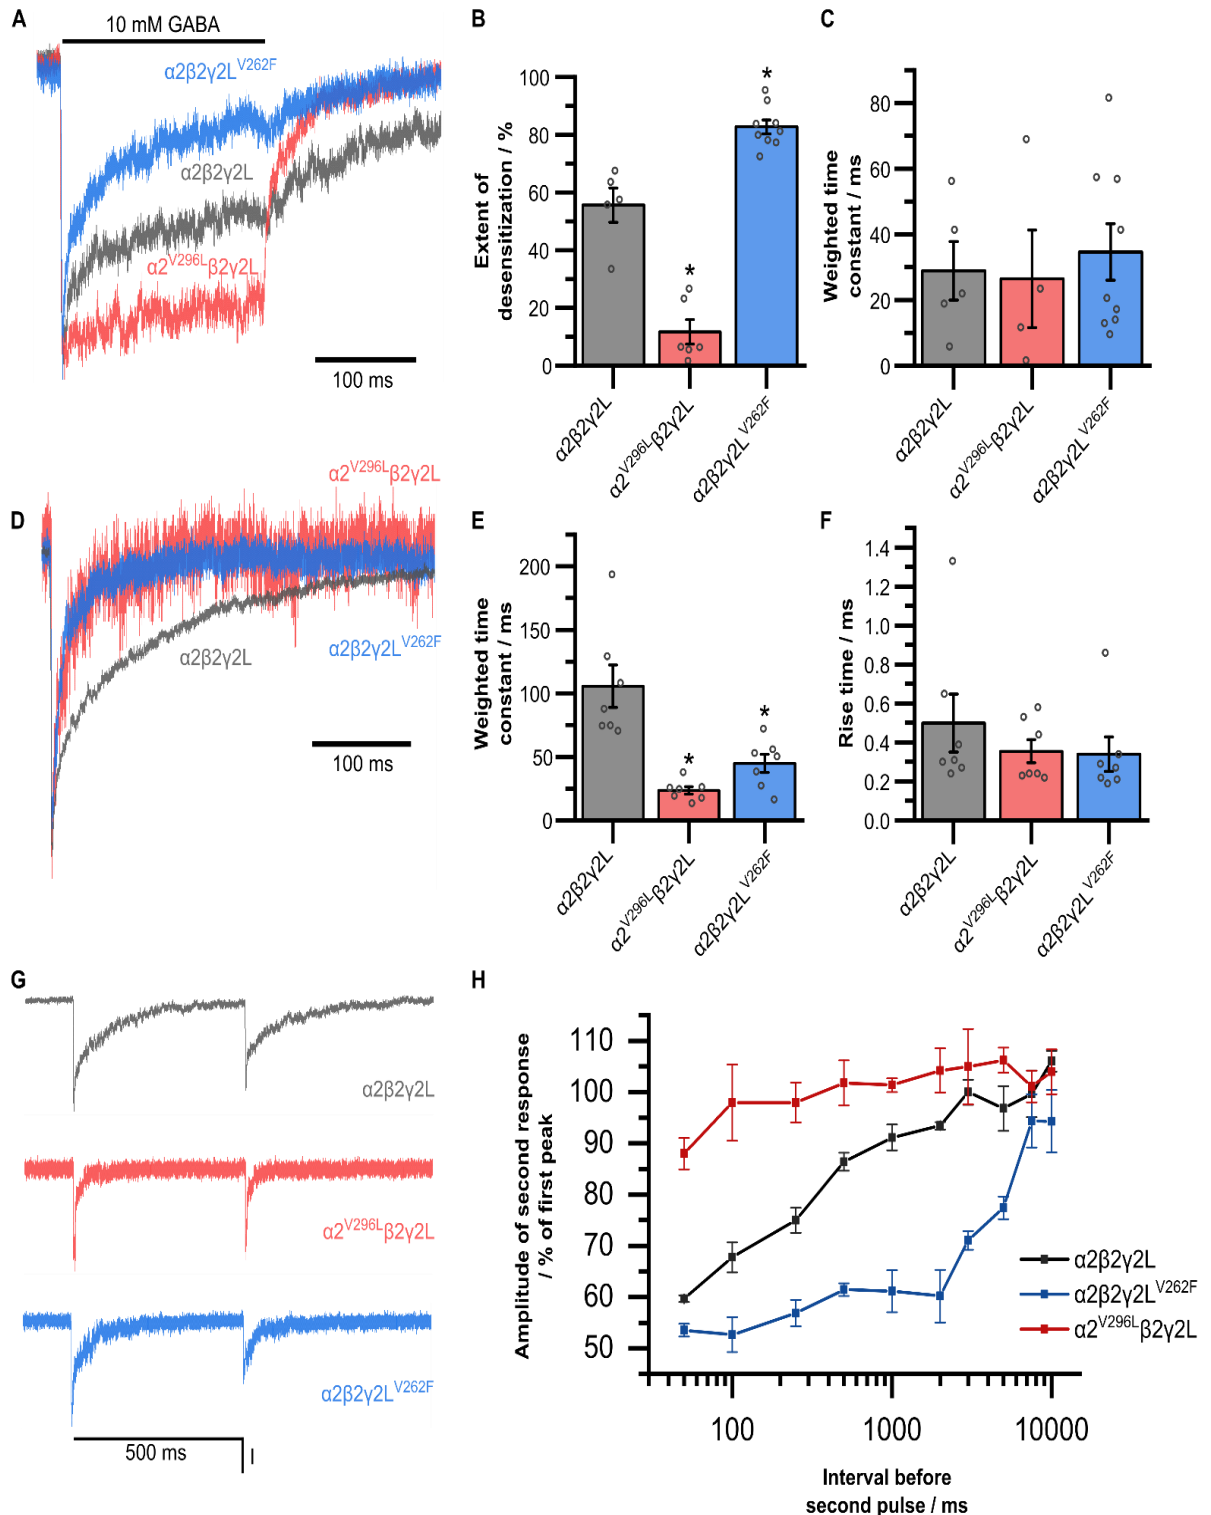 A
10 mM GABA
α2β2γ2L^V262F
α2β2γ2L
α2^V296Lβ2γ2L
100 ms
B
Extent of
desensitization / %
100
80
60
40
20
0
*
*
α2β2γ2L
α2^V296Lβ2γ2L
α2β2γ2L^V262F
C
Weighted time
constant / ms
80
60
40
20
0
α2β2γ2L
α2^V296Lβ2γ2L
α2β2γ2L^V262F
D
α2^V296Lβ2γ2L
α2β2γ2L
α2β2γ2L^V262F
100 ms
E
Weighted time
constant / ms
200
150
100
50
0
*
*
α2β2γ2L
α2^V296Lβ2γ2L
α2β2γ2L^V262F
F
Rise time / ms
1.4
1.2
1.0
0.8
0.6
0.4
0.2
0.0
α2β2γ2L
α2^V296Lβ2γ2L
α2β2γ2L^V262F
G
α2β2γ2L
α2^V296Lβ2γ2L
α2β2γ2L^V262F
500 ms
I
H
Amplitude of second response
/ % of first peak
110
100
90
80
70
60
50
α2β2γ2L
α2β2γ2L^V262F
α2^V296Lβ2γ2L
100
1000
10000
Interval before
second pulse / ms